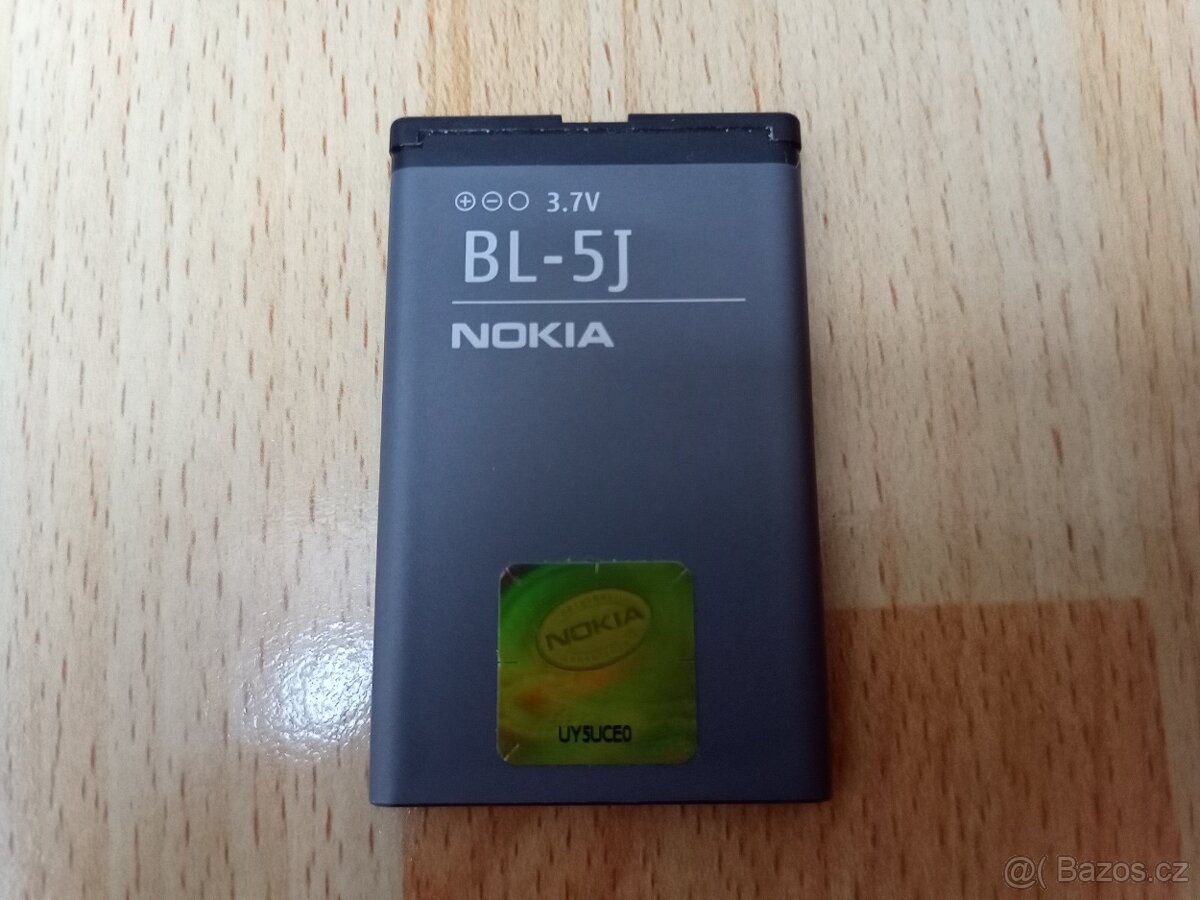 ⊕⊖○ 3.7V
BL-5J
NOKIA
NOKIA
UY5UCE0
@( Bazos.cz